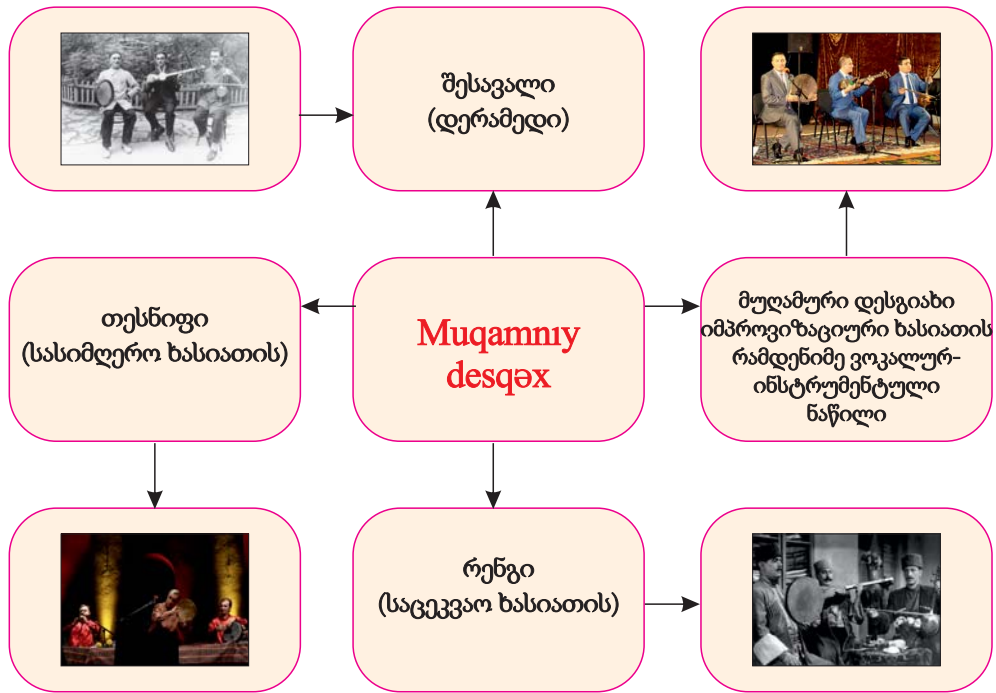 შესავალი
(დერამედი)
თესნიფი
(სასიმღერო ხასიათის)
Muqamnıy
desqəx
მუღამური დესგიახი
იმპროვიზაციური ხასიათის
რამდენიმე ვოკალურ-
ინსტრუმენტული
ნაწილი
რენგი
(საცეკვაო ხასიათის)